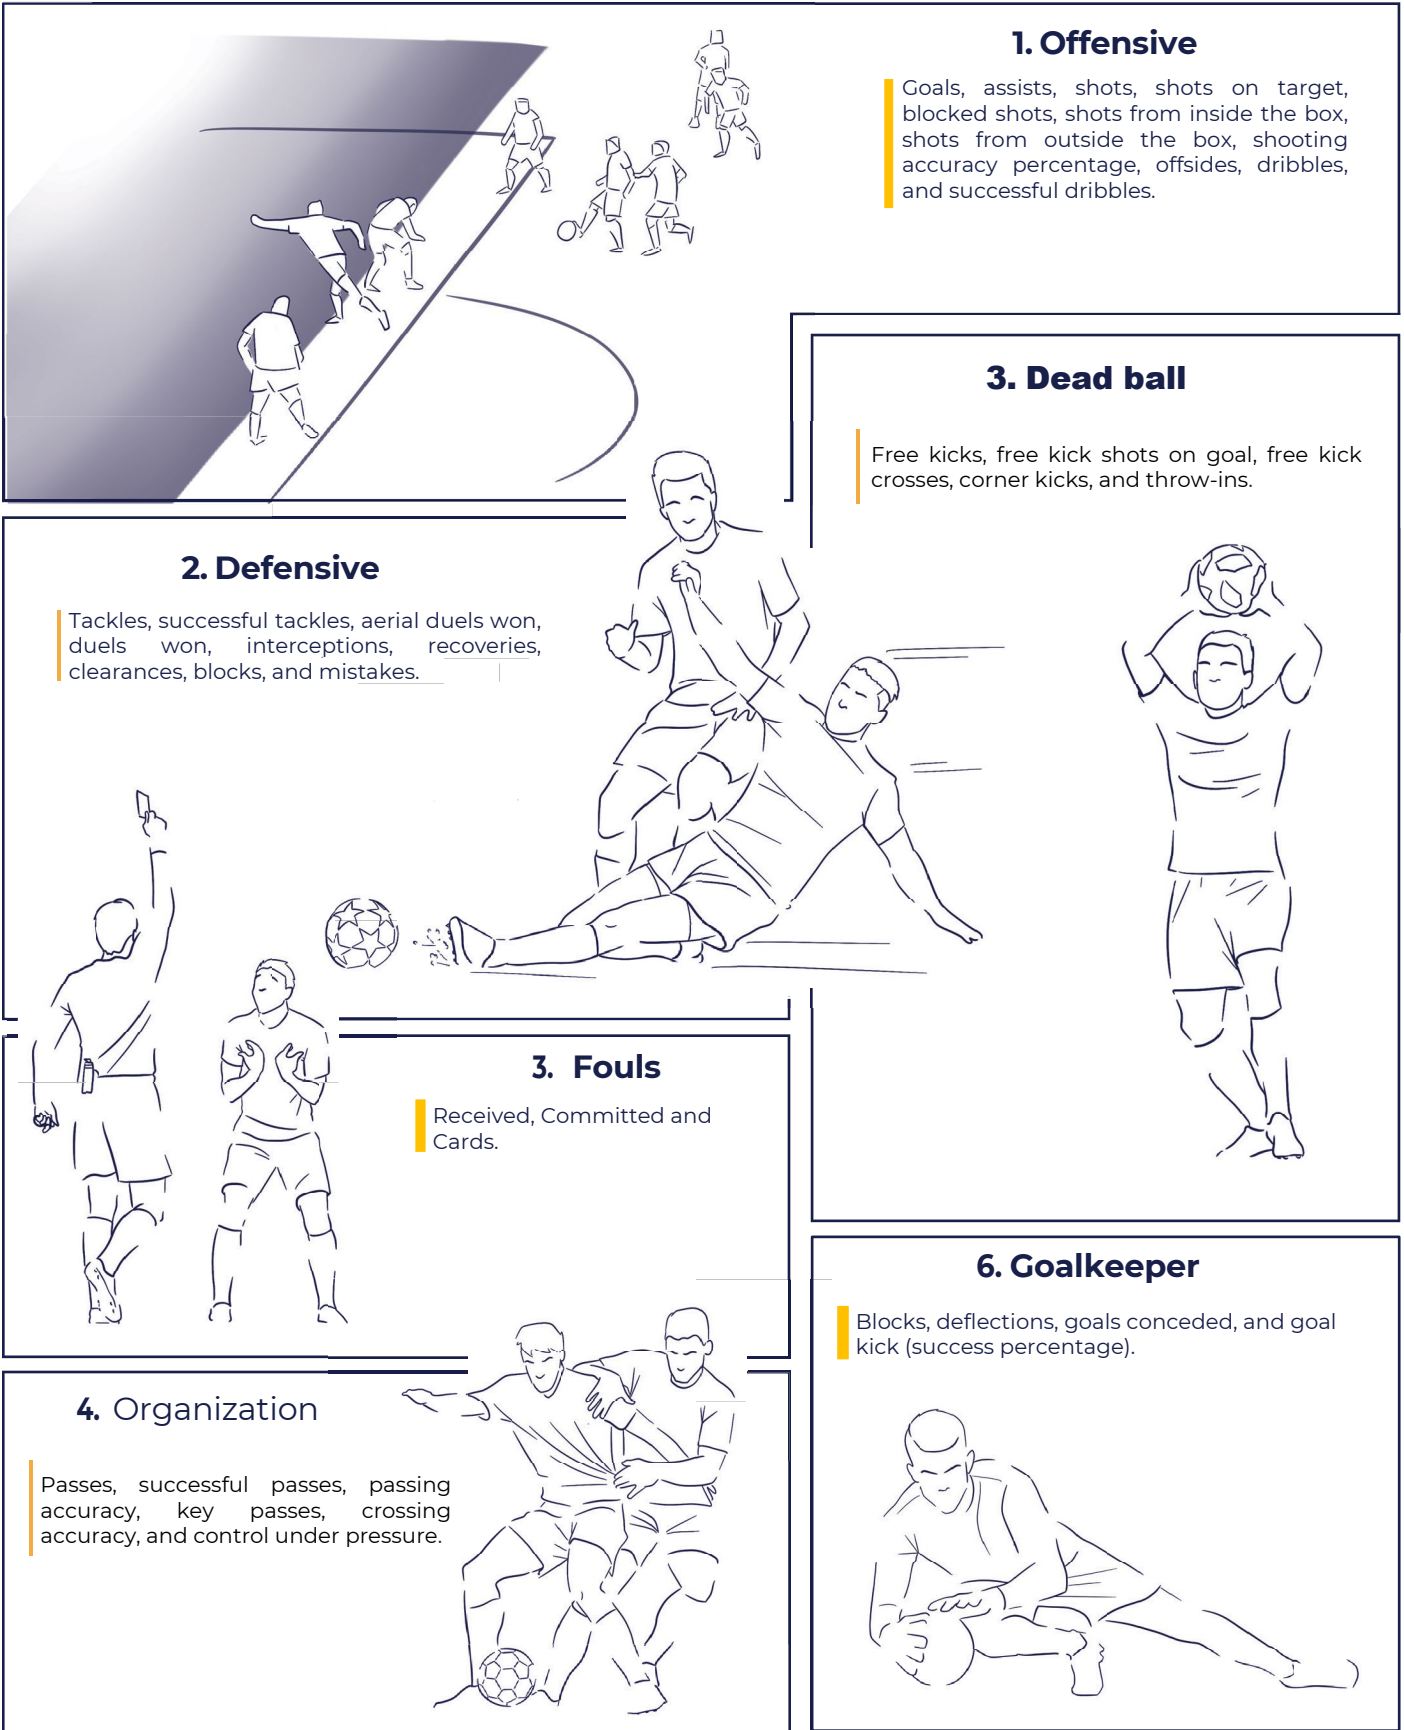 1. Offensive
Goals, assists, shots, shots on target,
blocked shots, shots from inside the box,
shots from outside the box, shooting
accuracy percentage, offsides, dribbles,
and successful dribbles.
3. Dead ball
Free kicks, free kick shots on goal, free kick
crosses, corner kicks, and throw-ins.
2. Defensive
Tackles, successful tackles, aerial duels won,
duels won, interceptions, recoveries,
clearances, blocks, and mistakes.
3. Fouls
Received, Committed and
Cards.
6. Goalkeeper
Blocks, deflections, goals conceded, and goal
kick (success percentage).
4. Organization
Passes, successful passes, passing
accuracy, key passes, crossing
accuracy, and control under pressure.